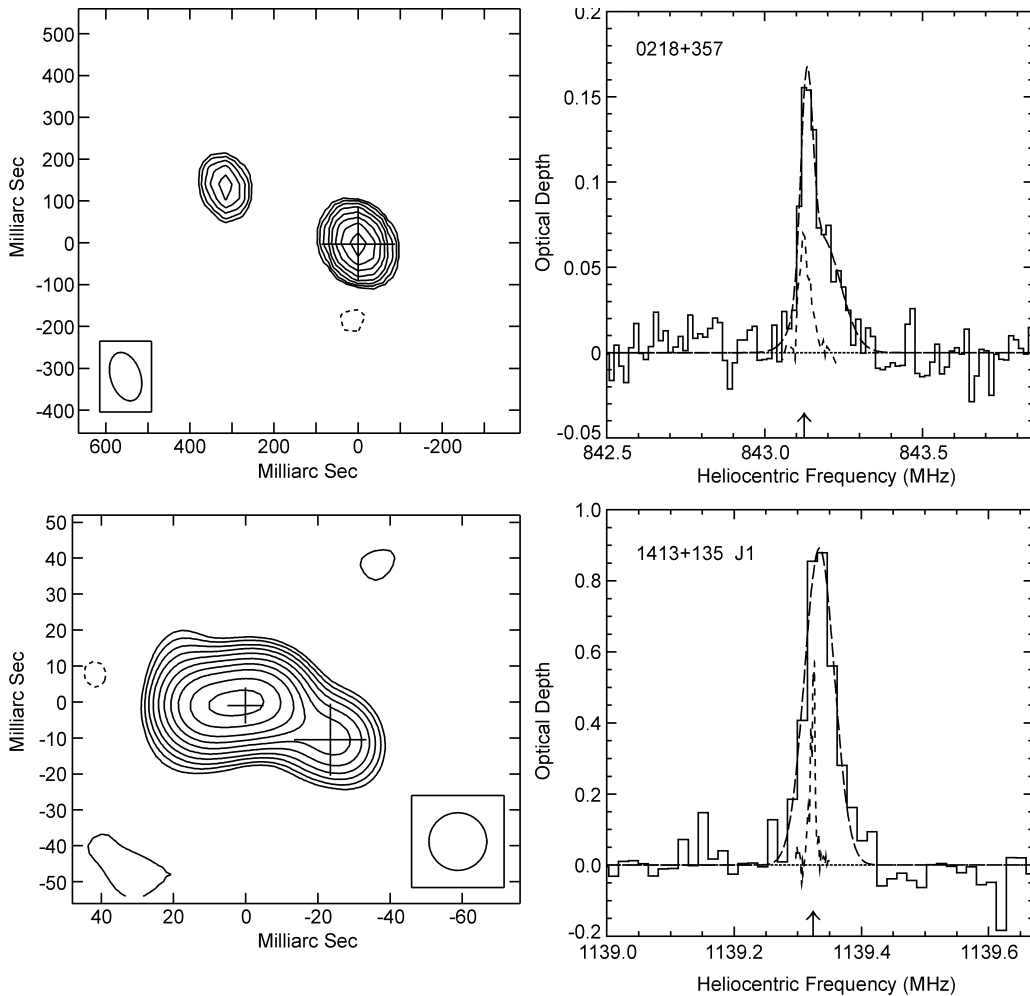 500
400
300
200
100
0
-100
-200
-300
-400
Milliarc Sec
600 400 200 0 -200
Milliarc Sec
0.2
0.15
0.1
0.05
0
-0.05
Optical Depth
0218+357
842.5 843.0 843.5
Heliocentric Frequency (MHz)
50
40
30
20
10
0
-10
-20
-30
-40
-50
Milliarc Sec
40 20 0 -20 -40 -60
Milliarc Sec
1.0
0.8
0.6
0.4
0.2
0.0
-0.2
Optical Depth
1413+135 J1
1139.0 1139.2 1139.4 1139.6
Heliocentric Frequency (MHz)